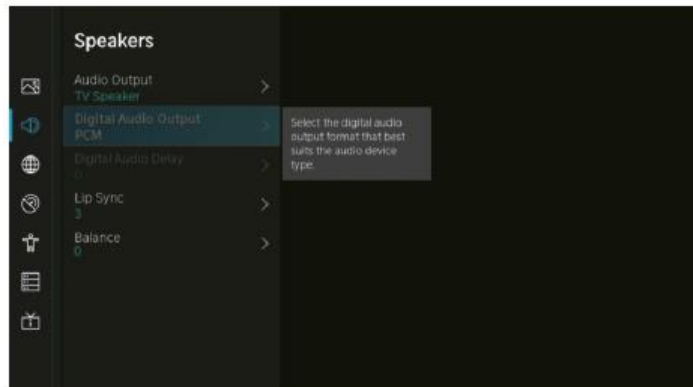 Speakers
Audio Output
TV Speaker
Digital Audio Output
PCM
Select the digital audio
output format that best
suits the audio device
type.
Digital Audio Delay
0
Lip Sync
3
Balance
0